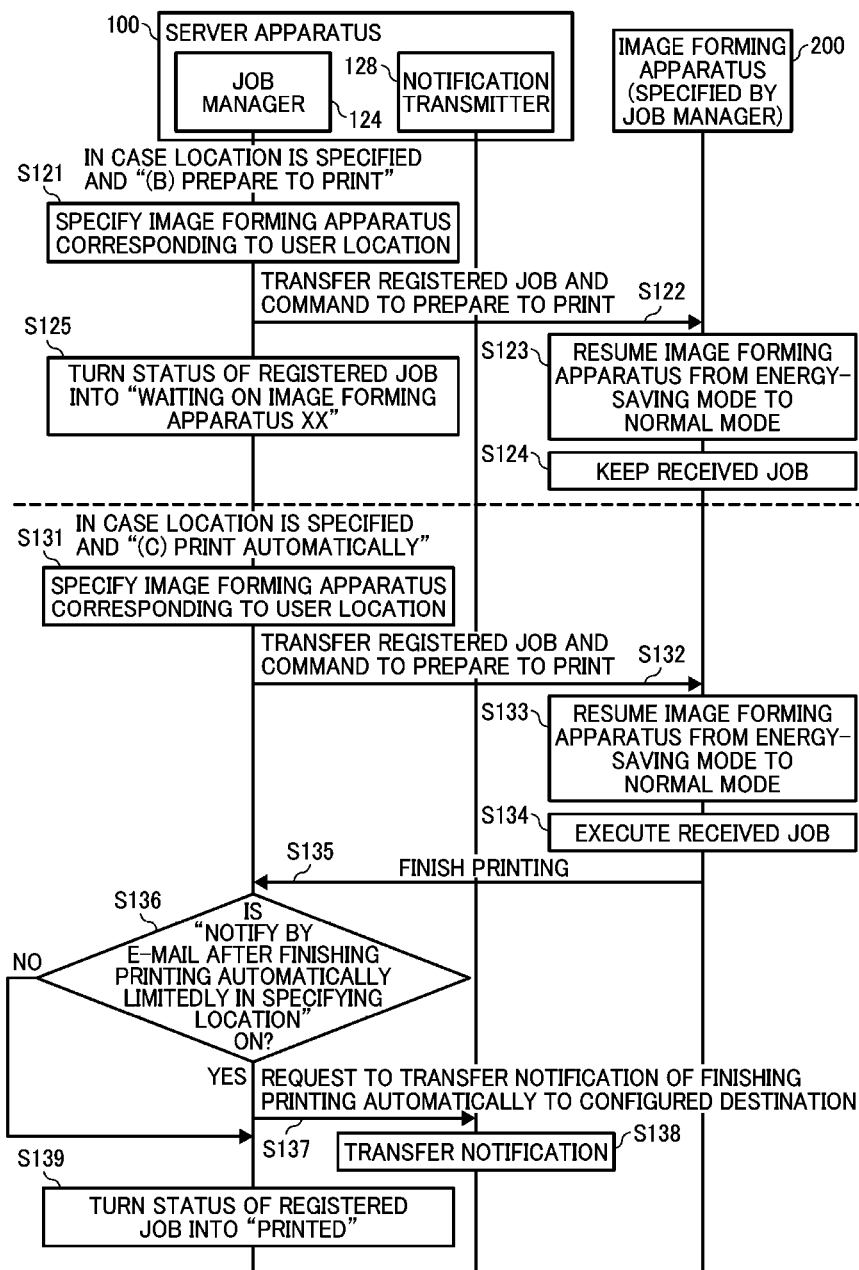 100
SERVER APPARATUS
JOB
MANAGER
124
128
NOTIFICATION
TRANSMITTER
IMAGE FORMING
APPARATUS
(SPECIFIED BY
JOB MANAGER)
200
IN CASE LOCATION IS SPECIFIED
AND “(B) PREPARE TO PRINT”
S121
SPECIFY IMAGE FORMING APPARATUS
CORRESPONDING TO USER LOCATION
TRANSFER REGISTERED JOB AND
COMMAND TO PREPARE TO PRINT
S122
S125
TURN STATUS OF REGISTERED JOB
INTO “WAITING ON IMAGE FORMING
APPARATUS XX”
S123
RESUME IMAGE FORMING
APPARATUS FROM ENERGY-
SAVING MODE TO
NORMAL MODE
S124
KEEP RECEIVED JOB
IN CASE LOCATION IS SPECIFIED
AND “(C) PRINT AUTOMATICALLY”
S131
SPECIFY IMAGE FORMING APPARATUS
CORRESPONDING TO USER LOCATION
TRANSFER REGISTERED JOB AND
COMMAND TO PREPARE TO PRINT
S132
S133
RESUME IMAGE FORMING
APPARATUS FROM ENERGY-
SAVING MODE TO
NORMAL MODE
S134
EXECUTE RECEIVED JOB
S135
FINISH PRINTING
S136
IS
“NOTIFY BY
E-MAIL AFTER FINISHING
PRINTING AUTOMATICALLY
LIMITEDLY IN SPECIFYING
LOCATION”
ON?
NO
YES
REQUEST TO TRANSFER NOTIFICATION OF FINISHING
PRINTING AUTOMATICALLY TO CONFIGURED DESTINATION
S137
S138
TRANSFER NOTIFICATION
S139
TURN STATUS OF REGISTERED
JOB INTO “PRINTED”